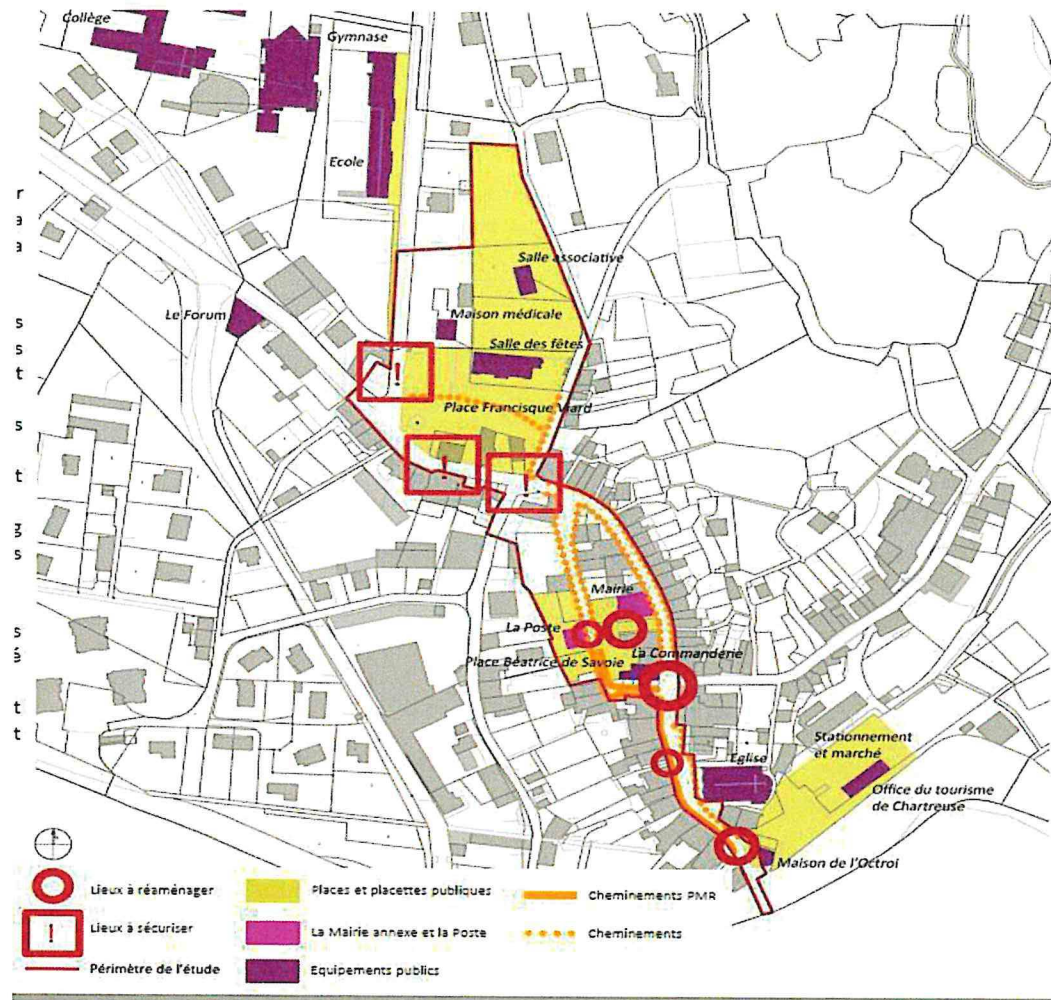 Collège
Gymnase
Ecole
r
a
a
s
s
t
s
t
g
s
s
t
t
Salle associative
Le Forum
Maison médicale
Salle des fêtes
!
Place Francisque Viard
!
!
Mairie
La Poste
La Commanderie
Place Béatrice de Savoie
Stationnement
et marché
Eglise
Office du tourisme
de Chartreuse
Maison de l'Octroi
Lieux à réaménager
Places et placettes publiques
Cheminements PMR
!
Lieux à sécuriser
La Mairie annexe et la Poste
Cheminements
Périmètre de l'étude
Equipements publics